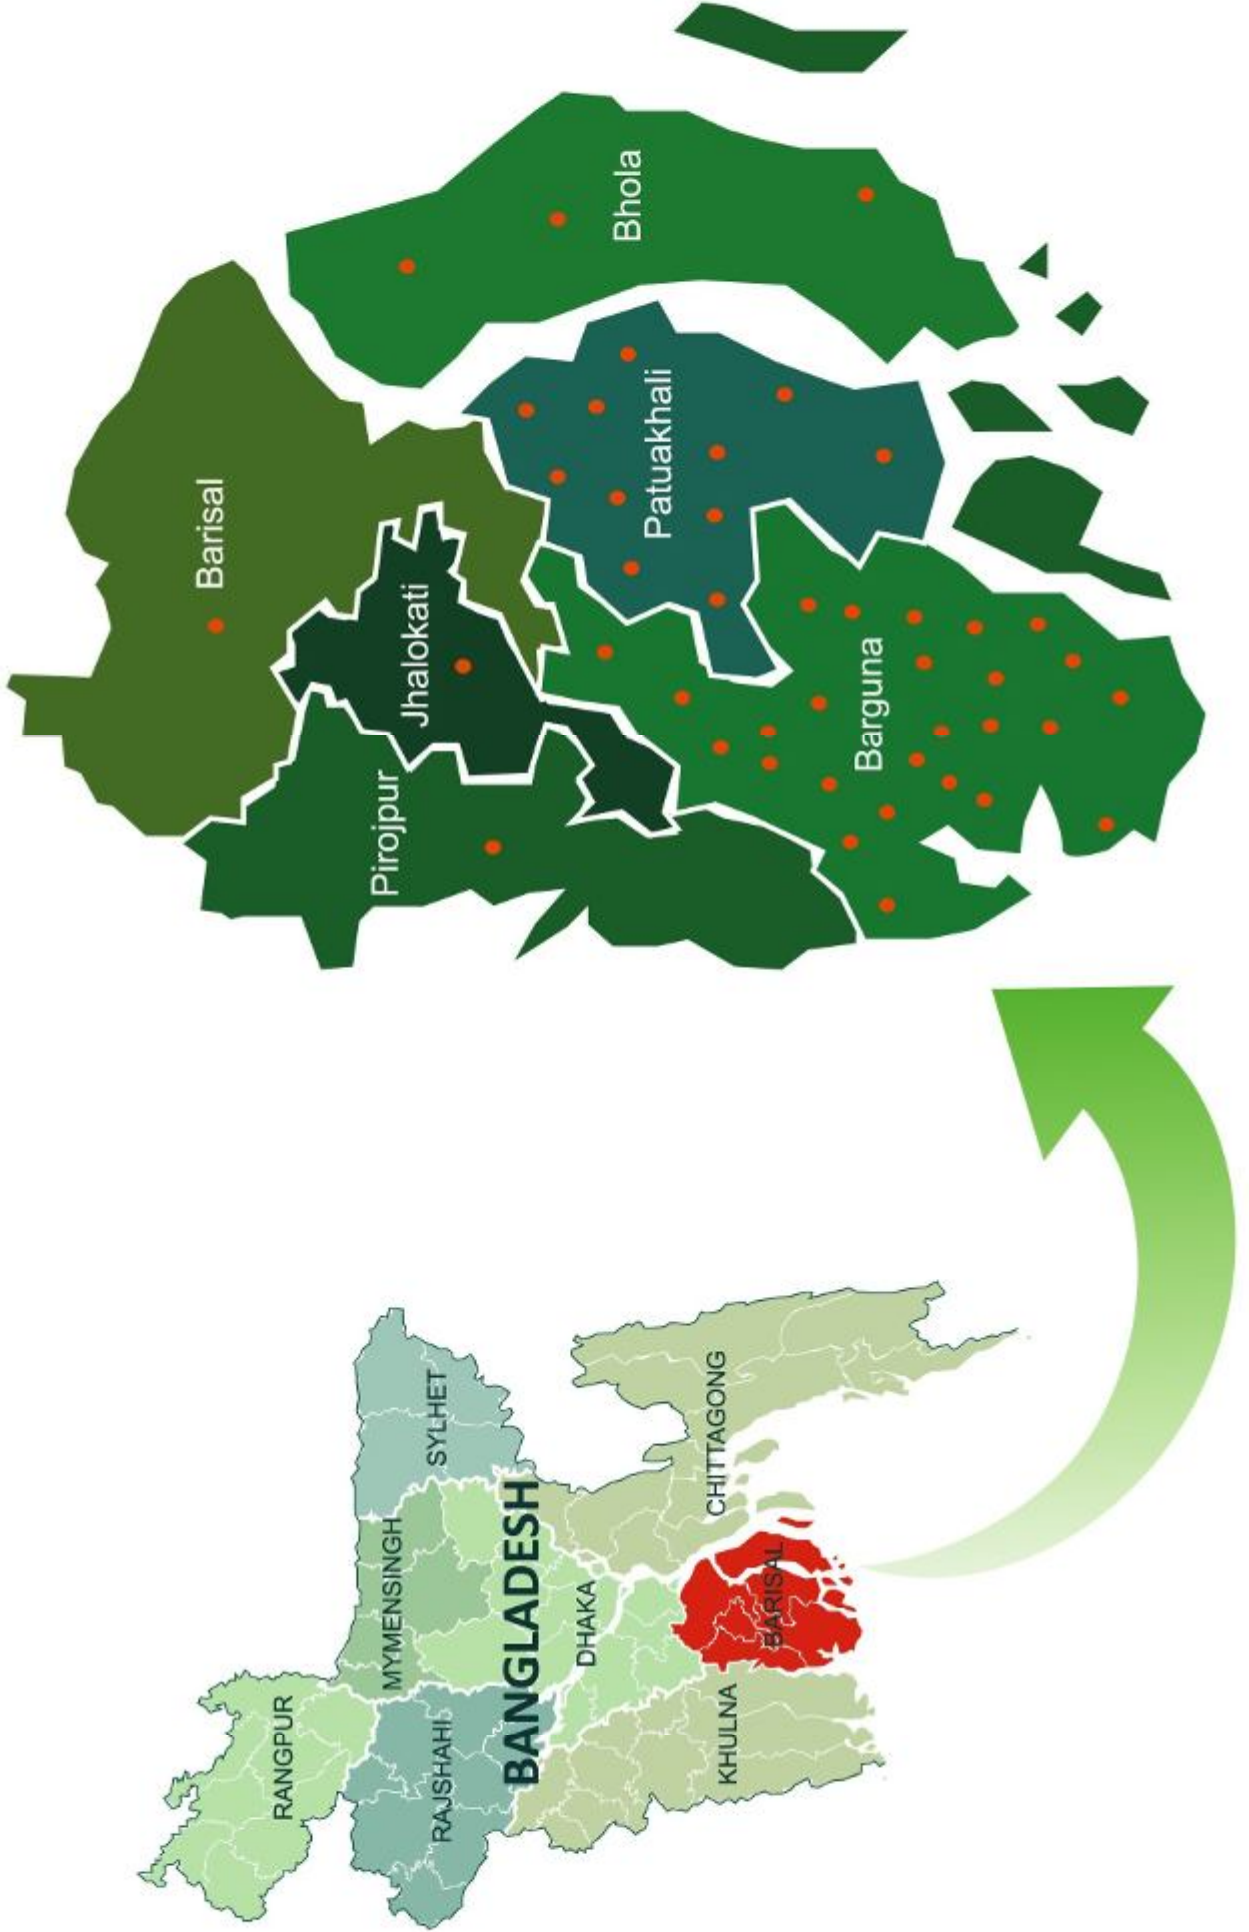 RANGPUR
RAJSHAHI
MYMENSINGH
SYLHET
BANGLADESH
DHAKA
KHULNA
BARISAL
CHITTAGONG
Barisal
Pirojpur
Jhalokati
Bhola
Patuakhali
Barguna